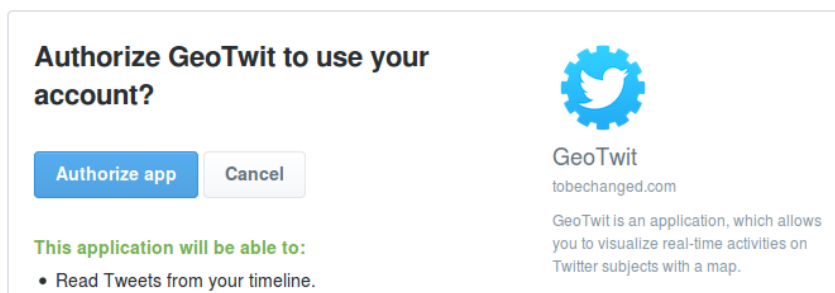 Authorize GeoTwit to use your
account?
Authorize app
Cancel
This application will be able to:
• Read Tweets from your timeline.
GeoTwit
tobechanged.com
GeoTwit is an application, which allows
you to visualize real-time activities on
Twitter subjects with a map.